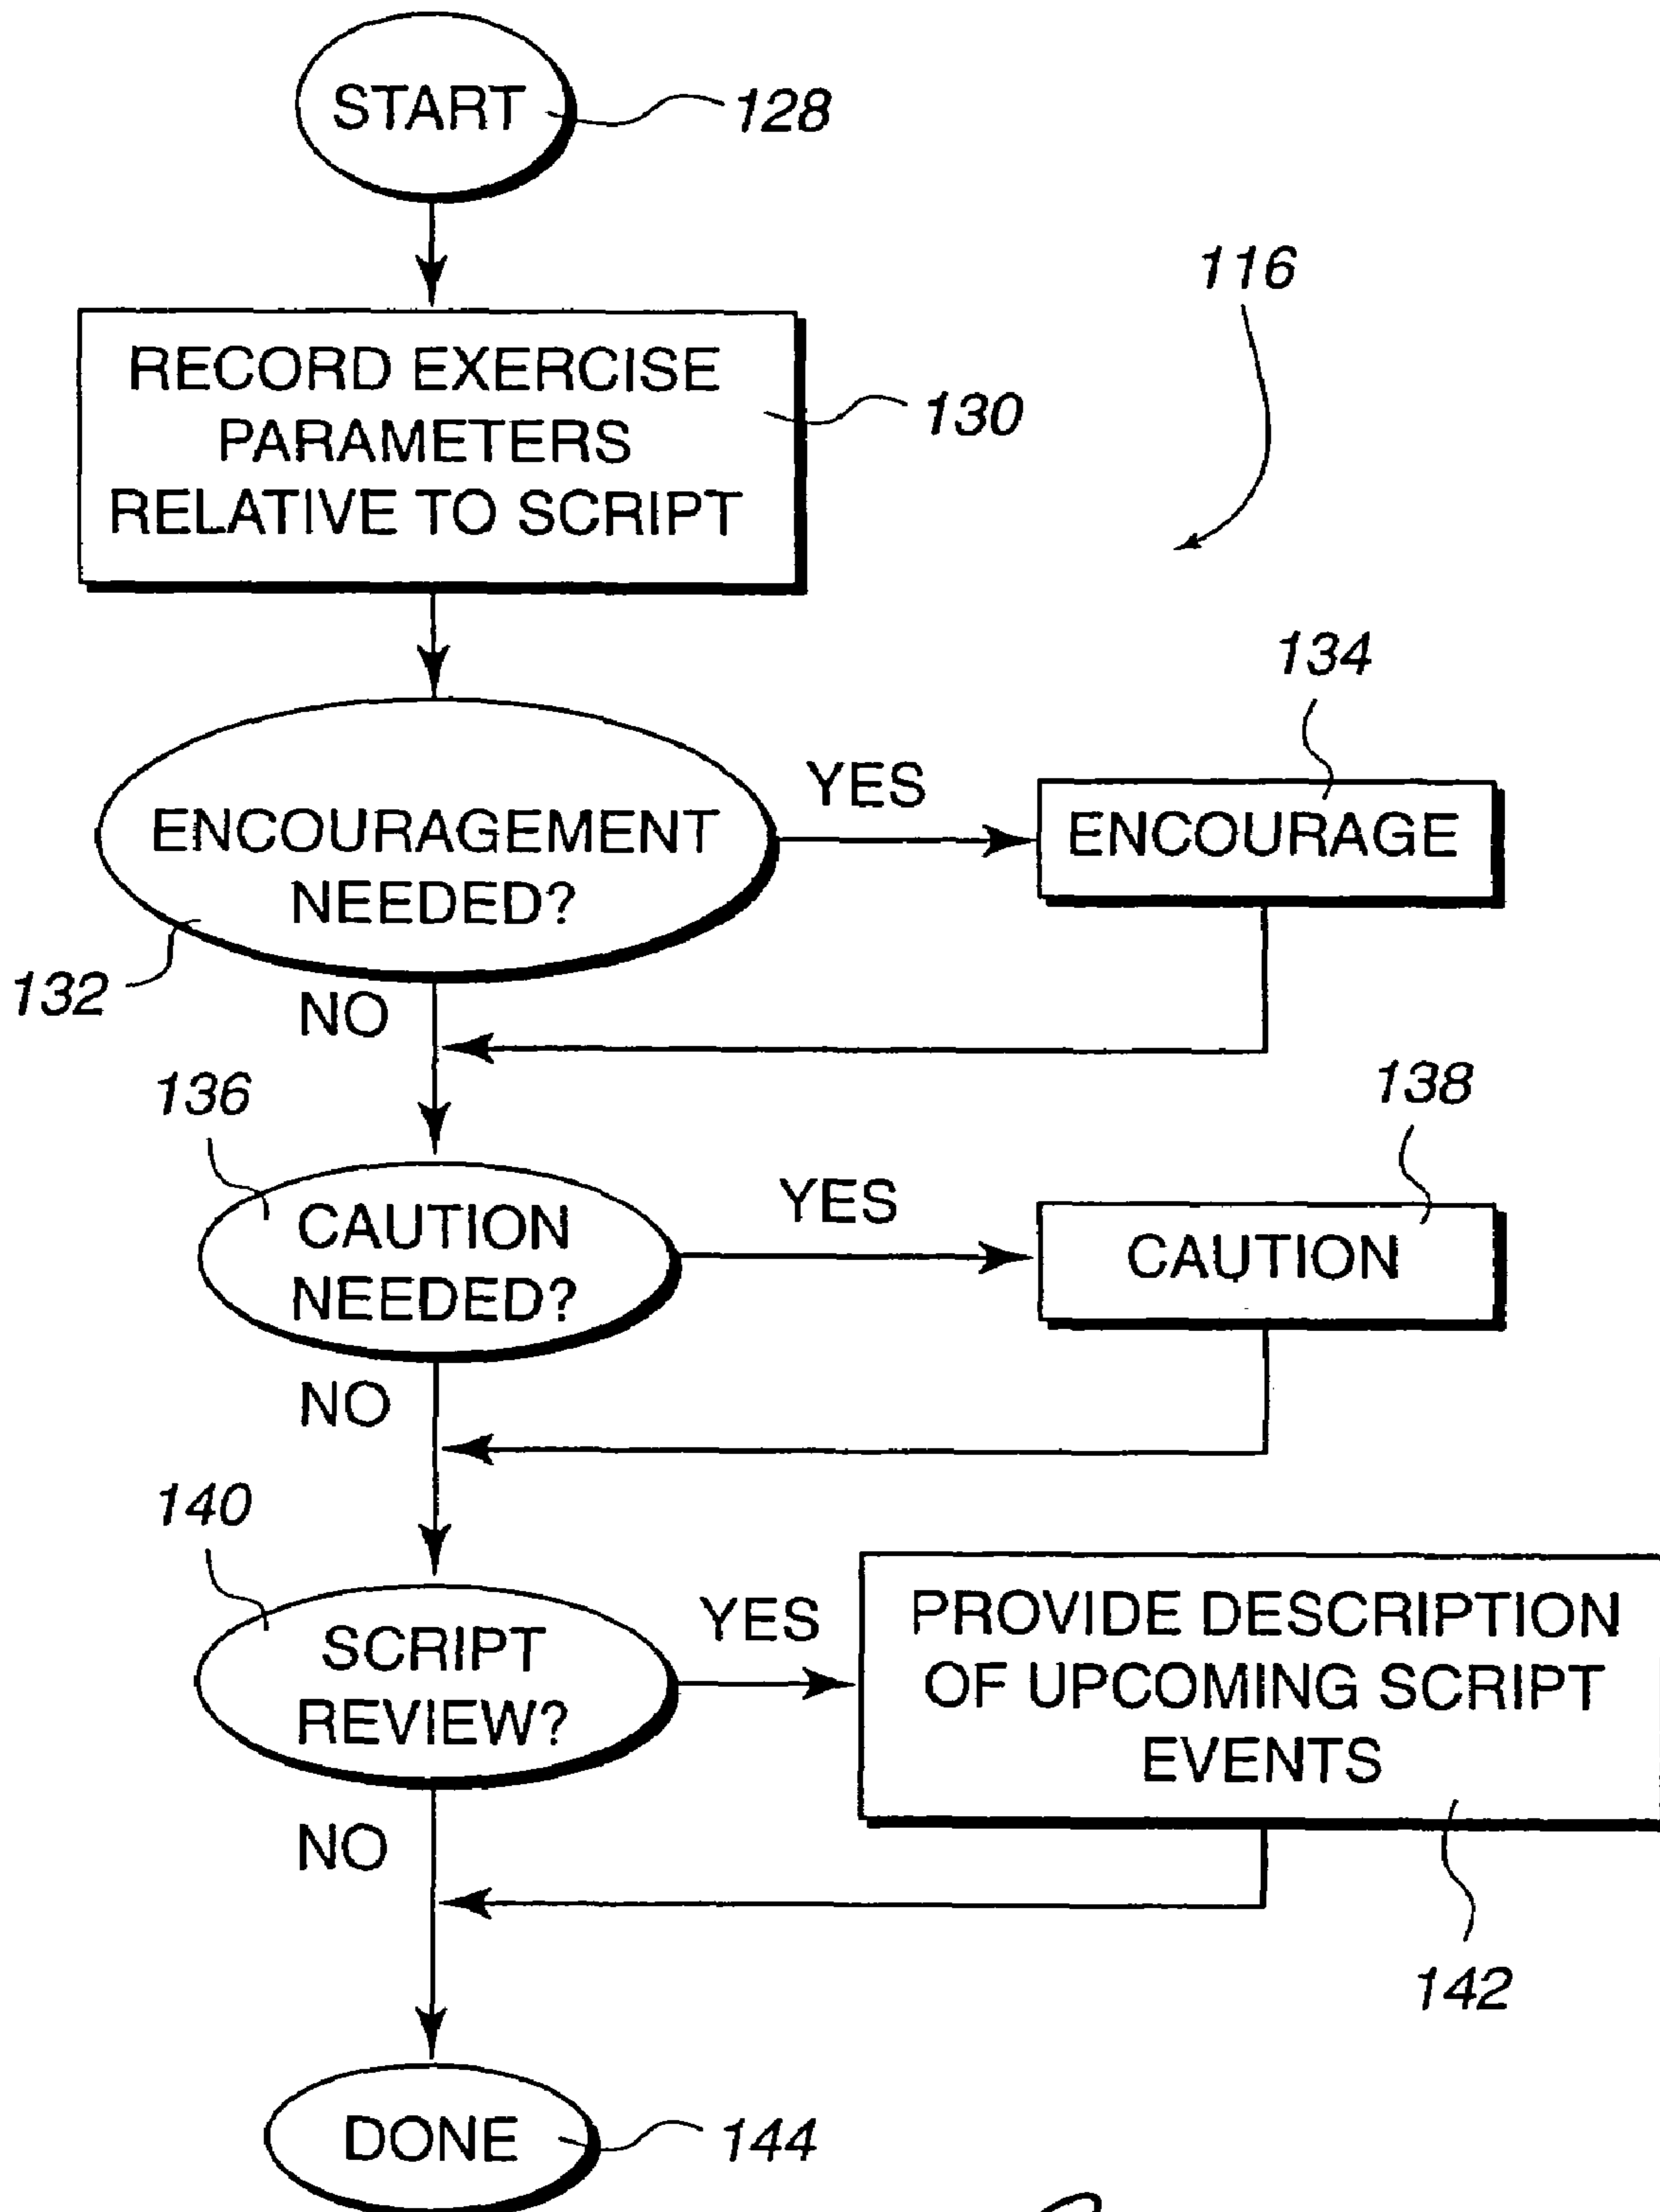 START
128
116
RECORD EXERCISE
PARAMETERS
RELATIVE TO SCRIPT
130
134
ENCOURAGEMENT
NEEDED?
YES
ENCOURAGE
132
NO
136
138
CAUTION
NEEDED?
YES
CAUTION
NO
140
SCRIPT
REVIEW?
YES
PROVIDE DESCRIPTION
OF UPCOMING SCRIPT
EVENTS
NO
142
DONE
144